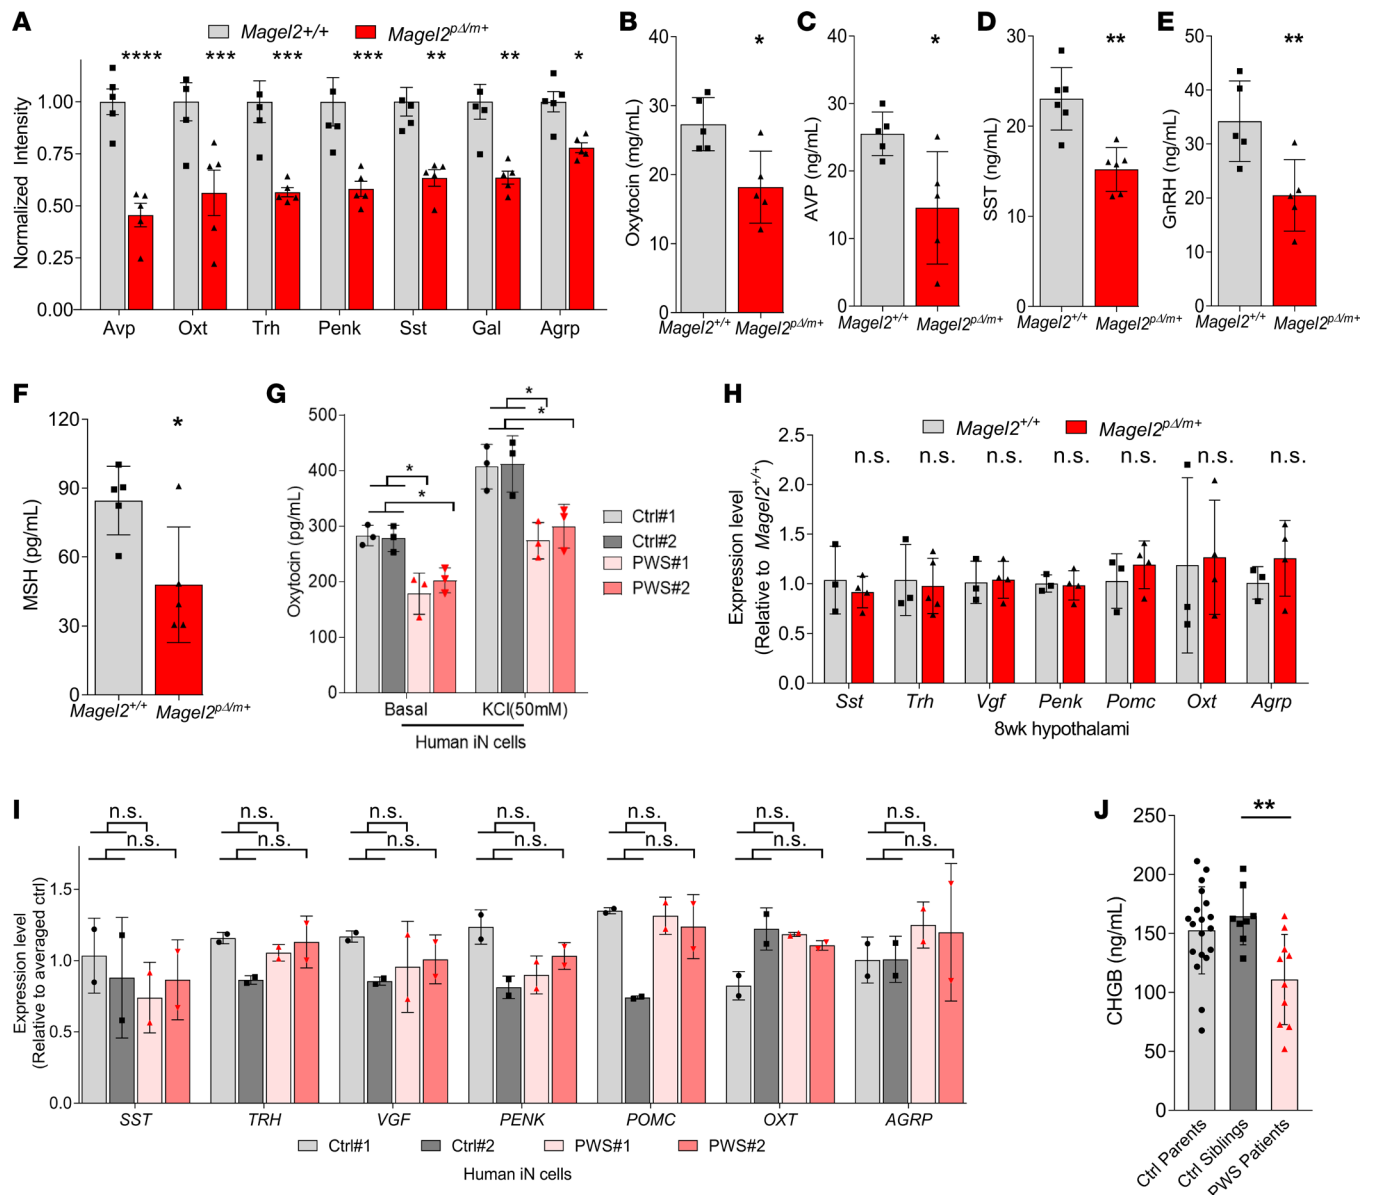 A
Magel2+/+
Magel2pΔ/m+
****
***
***
***
**
**
*
Normalized Intensity
1.00
0.75
0.50
0.25
0.00
Avp
Oxt
Trh
Penk
Sst
Gal
Agrp
B
*
Oxytocin (mg/mL)
40
30
20
10
0
Magel2+/+
Magel2pΔ/m+
C
*
AVP (ng/mL)
40
30
20
10
0
Magel2+/+
Magel2pΔ/m+
D
**
SST (ng/mL)
30
20
10
0
Magel2+/+
Magel2pΔ/m+
E
**
GnRH (ng/mL)
50
40
30
20
10
0
Magel2+/+
Magel2pΔ/m+
F
*
MSH (pg/mL)
120
90
60
30
0
Magel2+/+
Magel2pΔ/m+
G
*
*
*
*
Oxytocin (pg/mL)
500
400
300
200
100
0
Basal
KCl(50mM)
Human iN cells
Ctrl#1
Ctrl#2
PWS#1
PWS#2
H
Magel2+/+
Magel2pΔ/m+
n.s.
n.s.
n.s.
n.s.
n.s.
n.s.
n.s.
Expression level
(Relative to Magel2+/+)
2.5
2.0
1.5
1.0
0.5
0.0
Sst
Trh
Vgf
Penk
Pomc
Oxt
Agrp
8wk hypothalami
I
n.s.
n.s.
n.s.
n.s.
n.s.
n.s.
n.s.
n.s.
n.s.
n.s.
n.s.
n.s.
n.s.
n.s.
Expression level
(Relative to averaged ctrl)
1.5
1.0
0.5
0.0
SST
TRH
VGF
PENK
POMC
OXT
AGRP
Ctrl#1
Ctrl#2
PWS#1
PWS#2
Human iN cells
J
**
CHGB (ng/mL)
250
200
150
100
50
0
Ctrl Parents
Ctrl Siblings
PWS Patients